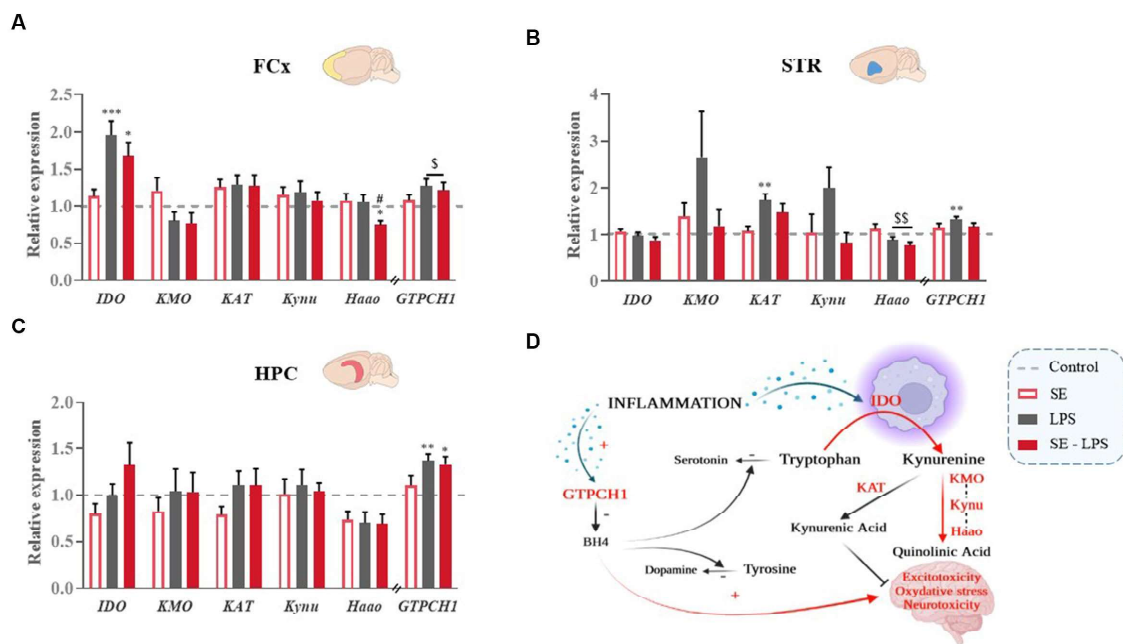 A
FCx
Relative expression
2.5
2.0
1.5
1.0
0.5
0.0
***
*
#
*
$
IDO KMO KAT Kynu Haao GTPCH1
B
STR
Relative expression
4
3
2
1
0
**
$$
**
IDO KMO KAT Kynu Haao GTPCH1
C
HPC
Relative expression
2.0
1.5
1.0
0.5
0.0
**
*
IDO KMO KAT Kynu Haao GTPCH1
D
INFLAMMATION
IDO
+
Serotonin
-
Tryptophan
Kynurenine
GTPCH1
KAT
KMO
-
Kynu
BH4
Kynurenic Acid
Haao
Quinolinic Acid
Dopamine
-
Tyrosine
+
Excitotoxicity
Oxydative stress
Neurotoxicity
Control
SE
LPS
SE - LPS